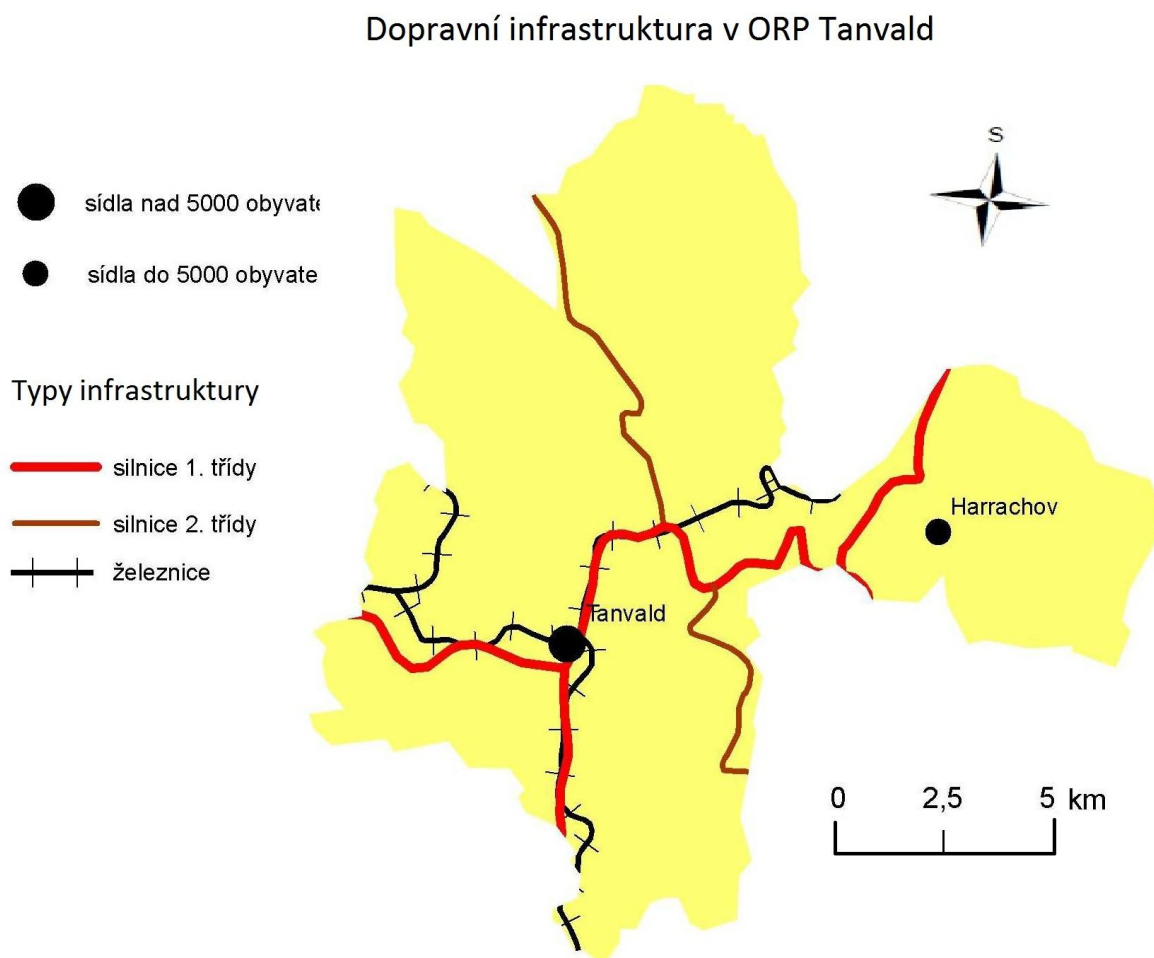 Dopravní infrastruktura v ORP Tanvald
S
sídla nad 5000 obyvate
sídla do 5000 obyvate
Typy infrastruktury
silnice 1. třídy
silnice 2. třídy
železnice
Harrachov
Tanvald
0 2,5 5 km